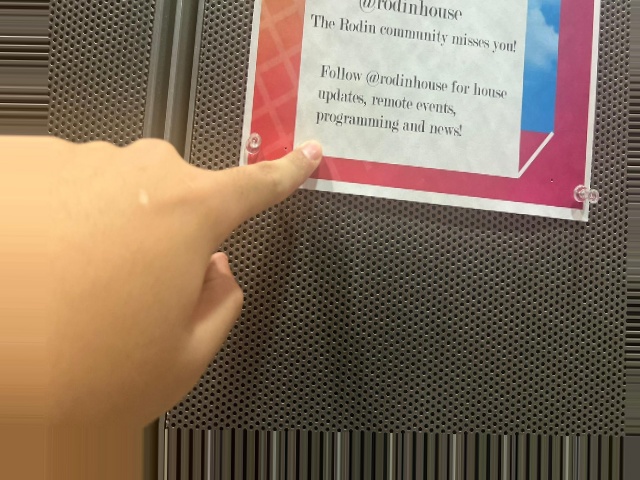 @rodinhouse
The Rodin community misses you!
Follow @rodinhouse for house
updates, remote events,
programming and news!